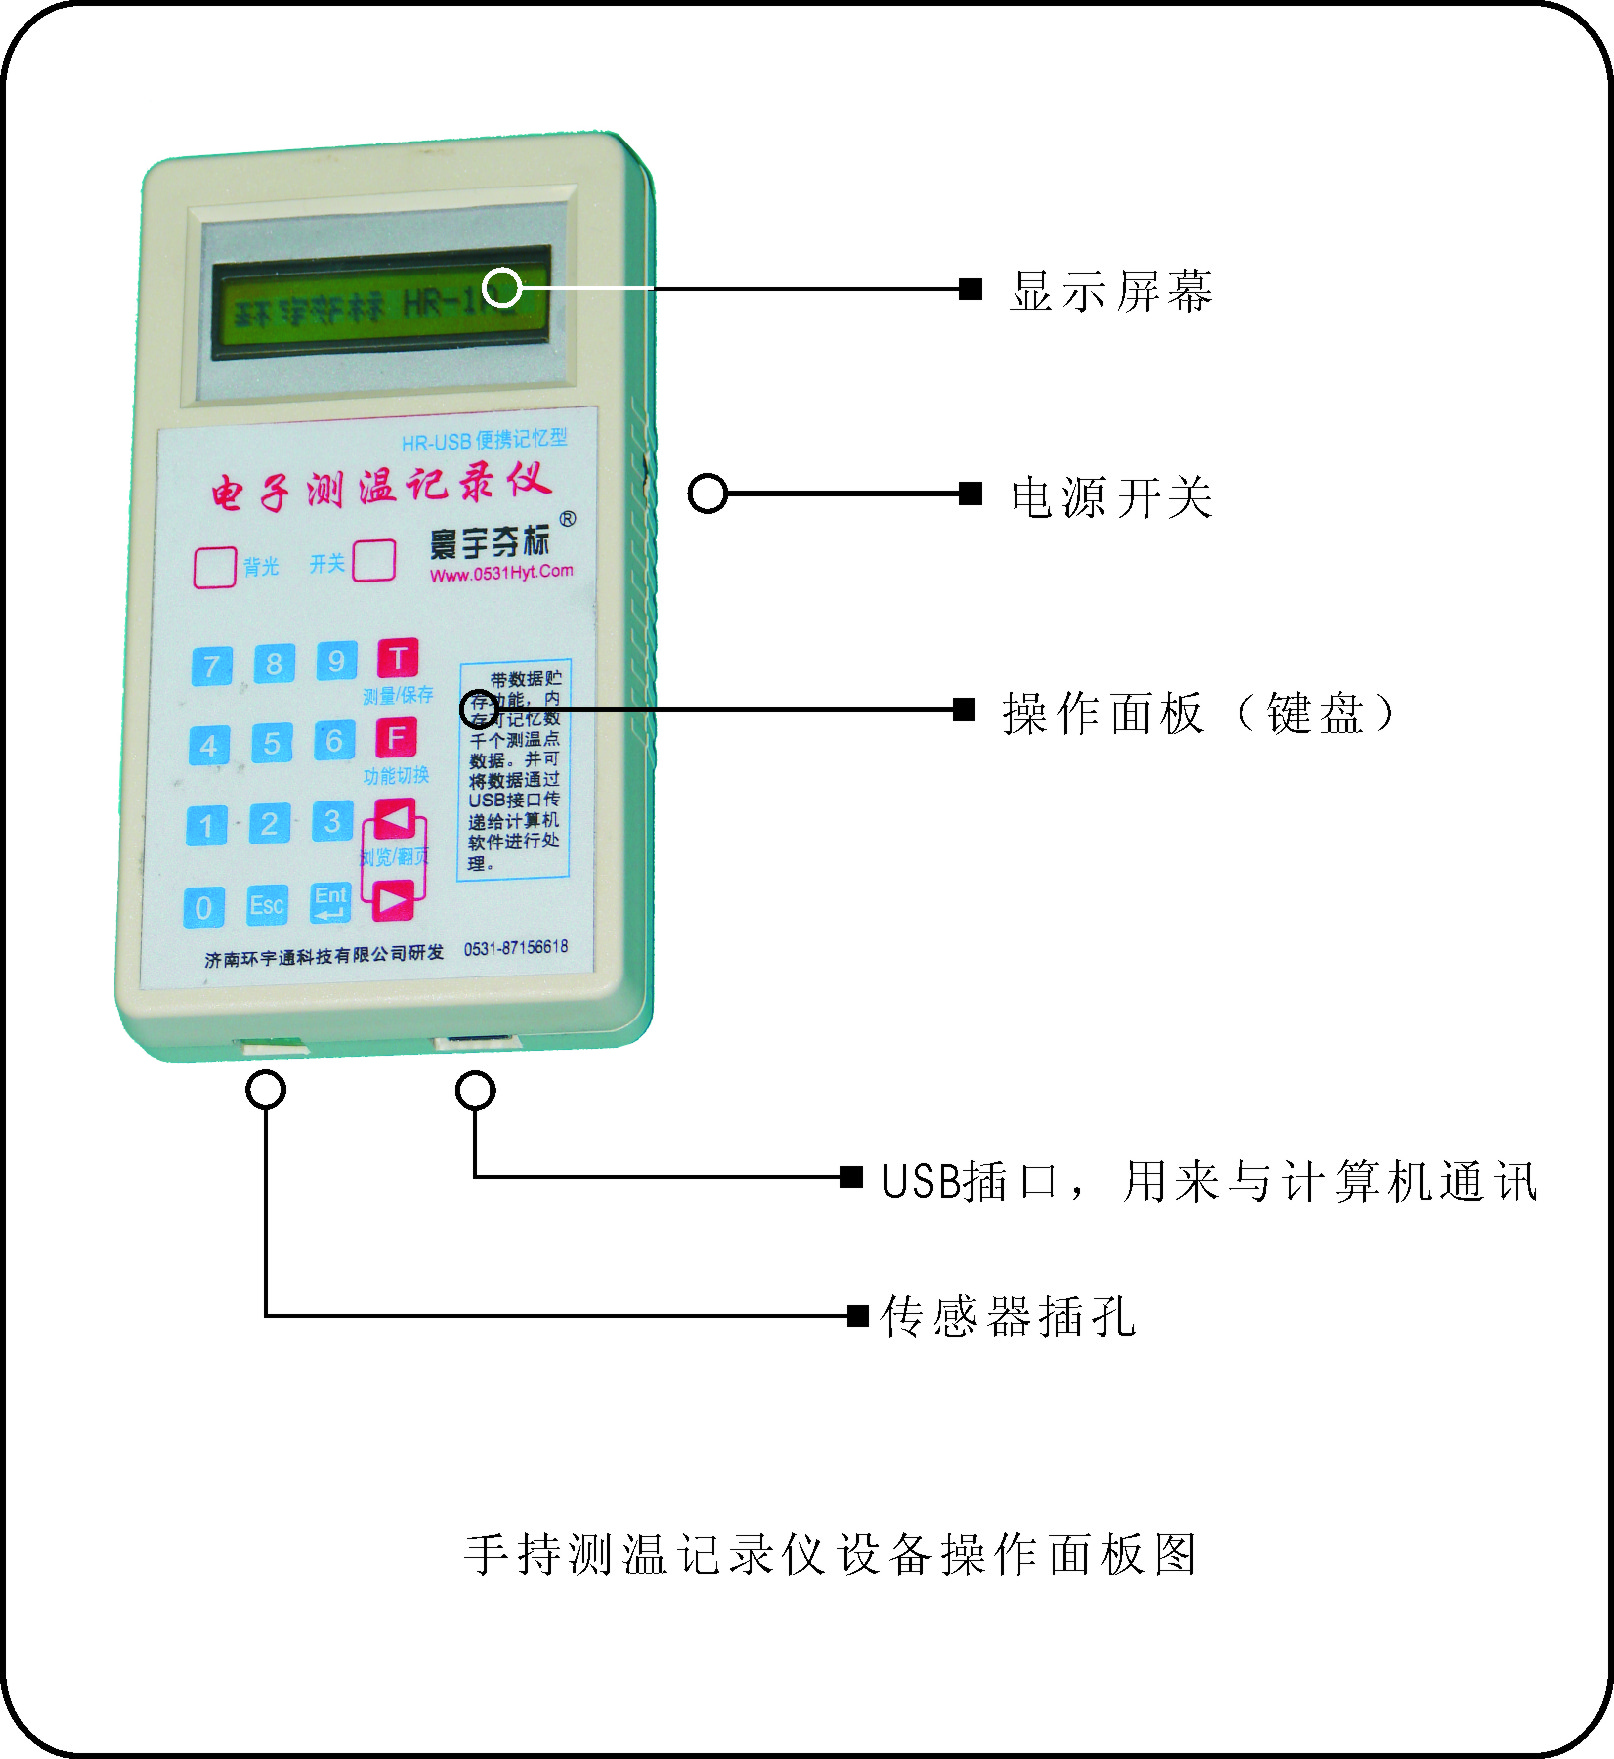 显示屏幕
HR-USB 便携记忆型
电子测温记录仪
电源开关
寰宇夺标®
背光 开关
Www.0531Hyt.Com
7 8 9 T
测量/保存
操作面板（键盘）
4 5 6 F
功能切换
1 2 3
浏览/翻页
0 Esc Ent
带数据贮
存功能，内
存可记忆数
千个测温点
数据。并可
将数据通过
USB接口传
递给计算机
软件进行处
理。
济南环宇通科技有限公司研发 0531-87156618
USB插口，用来与计算机通讯
传感器插孔
手持测温记录仪设备操作面板图